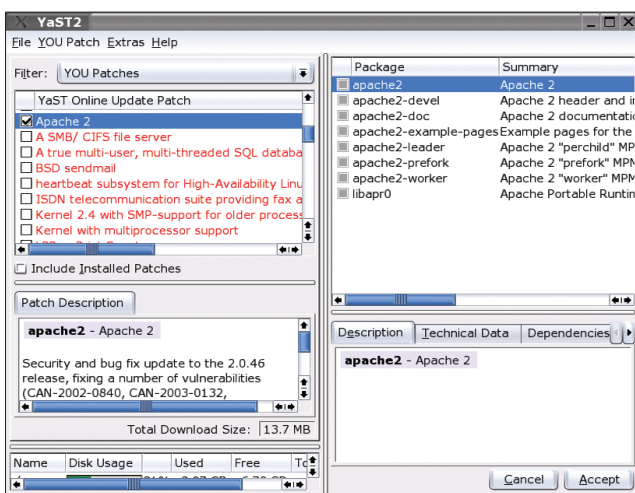 X YaST2
File YOU Patch Extras Help
Filter: YOU Patches
YaST Online Update Patch
Apache 2
A SMB/ CIFS file server
A true multi-user, multi-threaded SQL databa
BSD sendmail
heartbeat subsystem for High-Availability Linu
ISDN telecommunication suite providing fax a
Kernel 2.4 with SMP-support for older process
Kernel with multiprocessor support
Include Installed Patches
Patch Description
apache2 - Apache 2
Security and bug fix update to the 2.0.46
release, fixing a number of vulnerabilities
(CAN-2002-0840, CAN-2003-0132,
Total Download Size: 13.7 MB
Name Disk Usage Used Free To
Package Summary
apache2 Apache 2
apache2-devel Apache 2 header and i
apache2-doc Apache 2 documentatio
apache2-example-pages Example pages for the
apache2-leader Apache 2 "perchild" MP
apache2-prefork Apache 2 "prefork" MPM
apache2-worker Apache 2 "worker" MPM
libapr0 Apache Portable Runtin
Description Technical Data Dependencies
apache2 - Apache 2
Cancel Accept